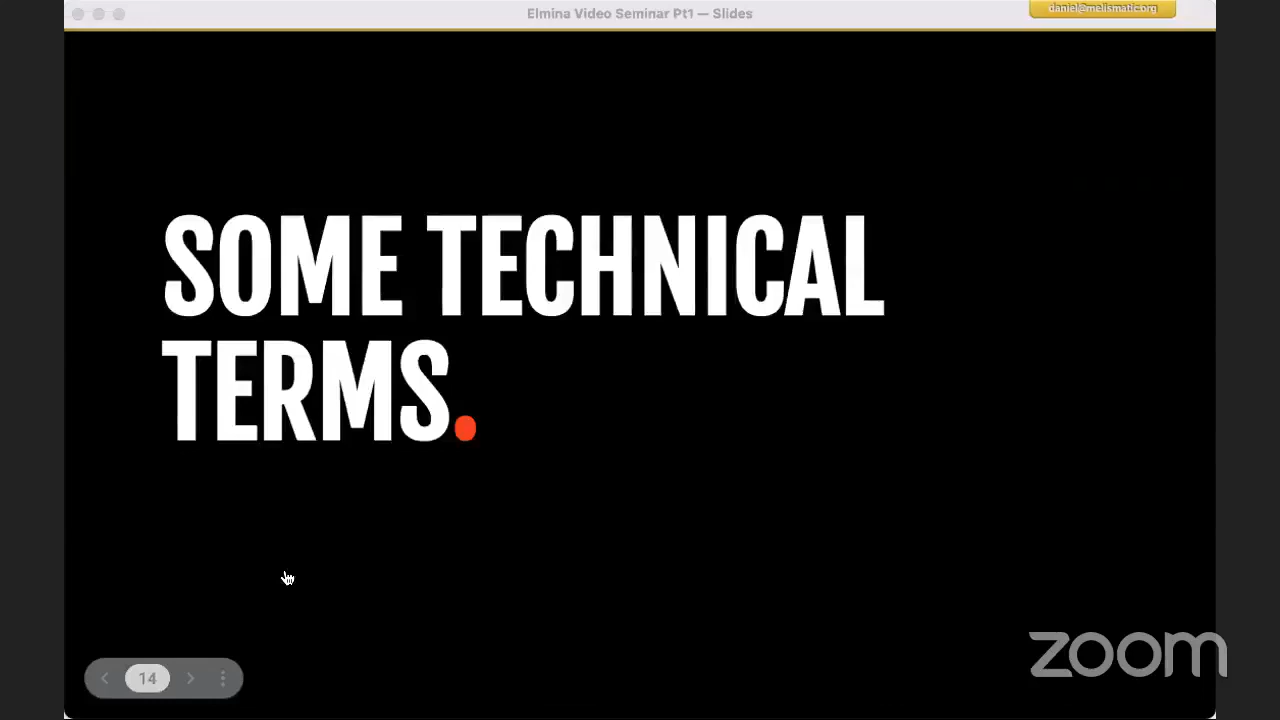 Elmina Video Seminar Pt1 — Slides
daniel@melismatic.org
SOME TECHNICAL
TERMS.
14
zoom